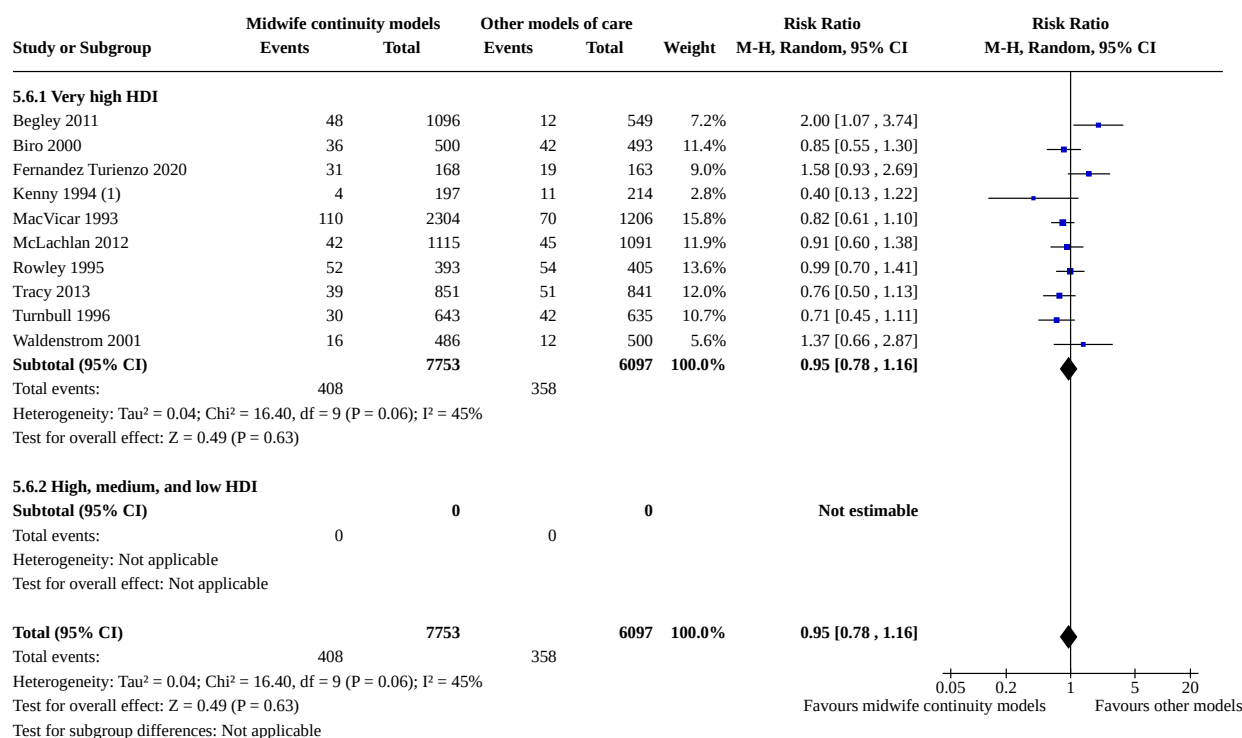 Midwife continuity models Other models of care Risk Ratio Risk Ratio
Study or Subgroup Events Total Events Total Weight M-H, Random, 95% CI M-H, Random, 95% CI
5.6.1 Very high HDI
Begley 2011 48 1096 12 549 7.2% 2.00 [1.07 , 3.74]
Biro 2000 36 500 42 493 11.4% 0.85 [0.55 , 1.30]
Fernandez Turienzo 2020 31 168 19 163 9.0% 1.58 [0.93 , 2.69]
Kenny 1994 (1) 4 197 11 214 2.8% 0.40 [0.13 , 1.22]
MacVicar 1993 110 2304 70 1206 15.8% 0.82 [0.61 , 1.10]
McLachlan 2012 42 1115 45 1091 11.9% 0.91 [0.60 , 1.38]
Rowley 1995 52 393 54 405 13.6% 0.99 [0.70 , 1.41]
Tracy 2013 39 851 51 841 12.0% 0.76 [0.50 , 1.13]
Turnbull 1996 30 643 42 635 10.7% 0.71 [0.45 , 1.11]
Waldenstrom 2001 16 486 12 500 5.6% 1.37 [0.66 , 2.87]
Subtotal (95% CI) 7753 6097 100.0% 0.95 [0.78 , 1.16]
Total events: 408 358
Heterogeneity: Tau² = 0.04; Chi² = 16.40, df = 9 (P = 0.06); I² = 45%
Test for overall effect: Z = 0.49 (P = 0.63)
5.6.2 High, medium, and low HDI
Subtotal (95% CI) 0 0 Not estimable
Total events: 0 0
Heterogeneity: Not applicable
Test for overall effect: Not applicable
Total (95% CI) 7753 6097 100.0% 0.95 [0.78 , 1.16]
Total events: 408 358
Heterogeneity: Tau² = 0.04; Chi² = 16.40, df = 9 (P = 0.06); I² = 45%
0.05 0.2 1 5 20
Test for overall effect: Z = 0.49 (P = 0.63) Favours midwife continuity models Favours other models
Test for subgroup differences: Not applicable